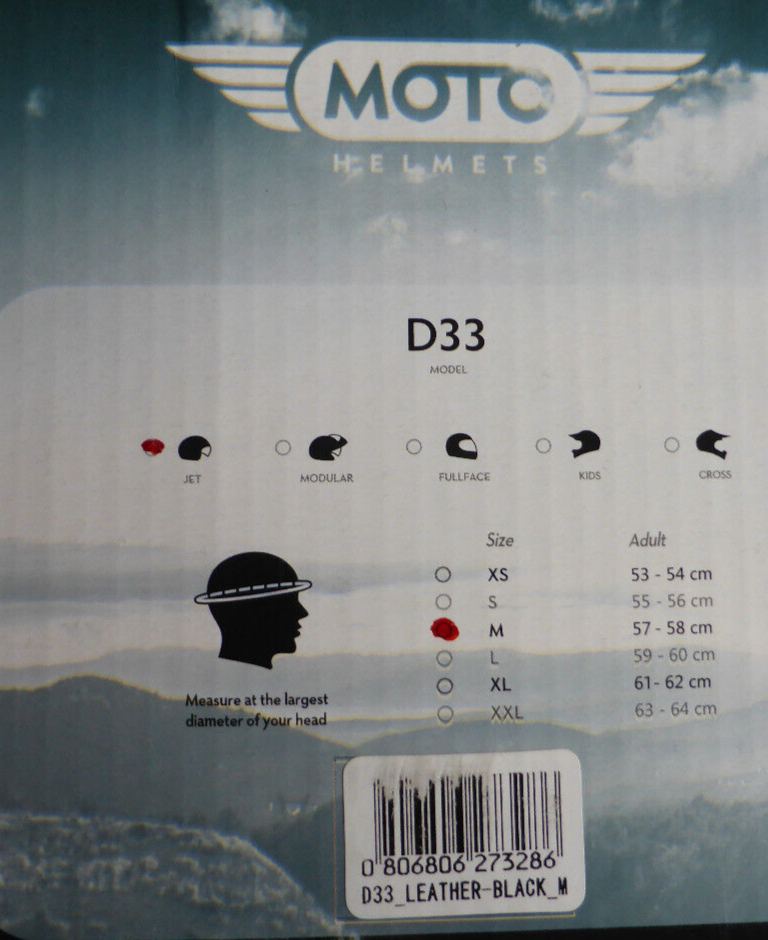 MOTO
HELMETS
D33
MODEL
JET MODULAR FULLFACE KIDS CROSS
Size Adult
XS 53 - 54 cm
S 55 - 56 cm
M 57 - 58 cm
L 59 - 60 cm
XL 61- 62 cm
XXL 63 - 64 cm
Measure at the largest
diameter of your head
0 806806 273286
D33_LEATHER-BLACK_M